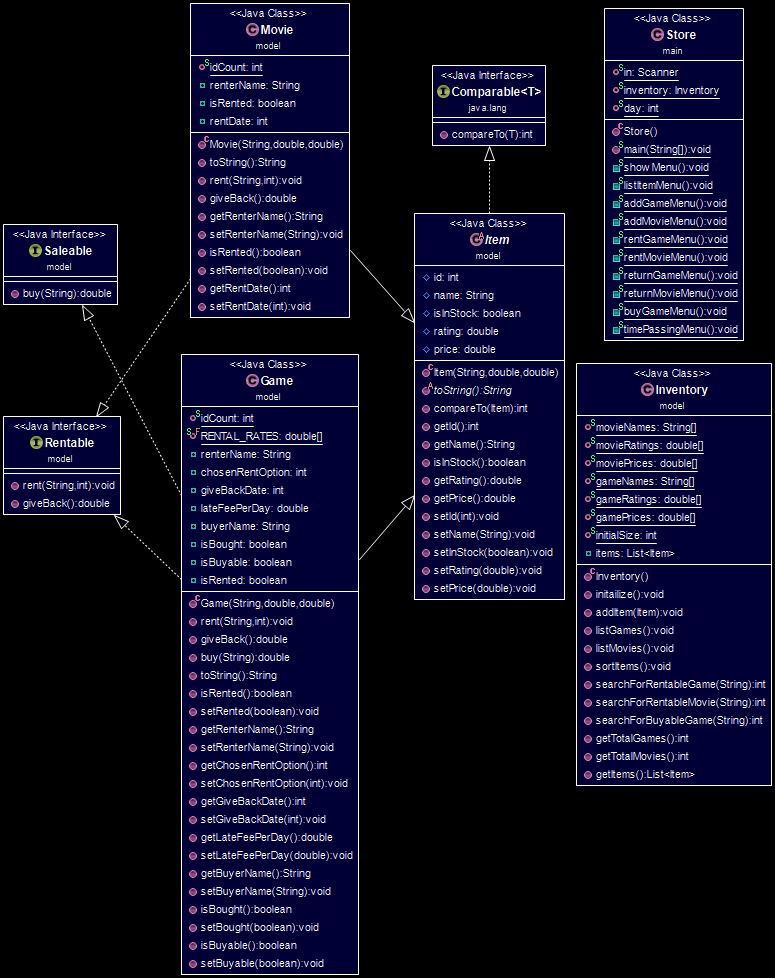 <<Java Class>>
Movie
model
idCount: int
renterName: String
isRented: boolean
rentDate: int
Movie(String,double,double)
toString():String
rent(String,int):void
giveBack():double
getRenterName():String
setRenterName(String):void
isRented():boolean
setRented(boolean):void
getRentDate():int
setRentDate(int):void
<<Java Interface>>
Comparable<T>
java.lang
compareTo(T):int
<<Java Class>>
Store
main
in: Scanner
inventory: Inventory
day: int
Store()
main(String[]):void
showMenu():void
listItemMenu():void
addGameMenu():void
addMovieMenu():void
rentGameMenu():void
rentMovieMenu():void
returnGameMenu():void
returnMovieMenu():void
buyGameMenu():void
timePassingMenu():void
<<Java Interface>>
Saleable
model
buy(String):double
<<Java Class>>
Item
model
id: int
name: String
isInStock: boolean
rating: double
price: double
Item(String,double,double)
toString():String
compareTo(Item):int
getId():int
getName():String
isInStock():boolean
getRating():double
getPrice():double
setId(int):void
setName(String):void
setInStock(boolean):void
setRating(double):void
setPrice(double):void
<<Java Interface>>
Rentable
model
rent(String,int):void
giveBack():double
<<Java Class>>
Game
model
idCount: int
RENTAL_RATES: double[]
renterName: String
chosenRentOption: int
giveBackDate: int
lateFeePerDay: double
buyerName: String
isBought: boolean
isBuyable: boolean
isRented: boolean
Game(String,double,double)
rent(String,int):void
giveBack():double
buy(String):double
toString():String
isRented():boolean
setRented(boolean):void
getRenterName():String
setRenterName(String):void
getChosenRentOption():int
setChosenRentOption(int):void
getGiveBackDate():int
setGiveBackDate(int):void
getLateFeePerDay():double
setLateFeePerDay(double):void
getBuyerName():String
setBuyerName(String):void
isBought():boolean
setBought(boolean):void
isBuyable():boolean
setBuyable(boolean):void
<<Java Class>>
Inventory
model
movieNames: String[]
movieRatings: double[]
moviePrices: double[]
gameNames: String[]
gameRatings: double[]
gamePrices: double[]
initialSize: int
items: List<Item>
Inventory()
initailize():void
addItem(Item):void
listGames():void
listMovies():void
sortItems():void
searchForRentableGame(String):int
searchForRentableMovie(String):int
searchForBuyableGame(String):int
getTotalGames():int
getTotalMovies():int
getItems():List<Item>